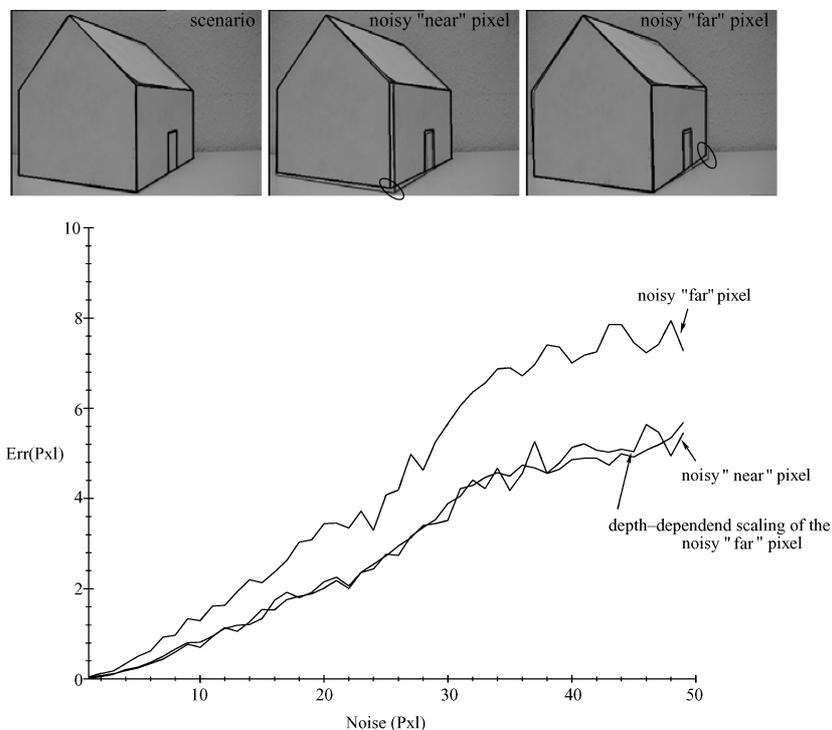 scenario
noisy "near" pixel
noisy "far" pixel
10
8
noisy "far" pixel
6
Err(Pxl)
noisy" near" pixel
4
depth–dependend scaling of the
noisy "far" pixel
2
0
10
20
30
40
50
Noise (Pxl)